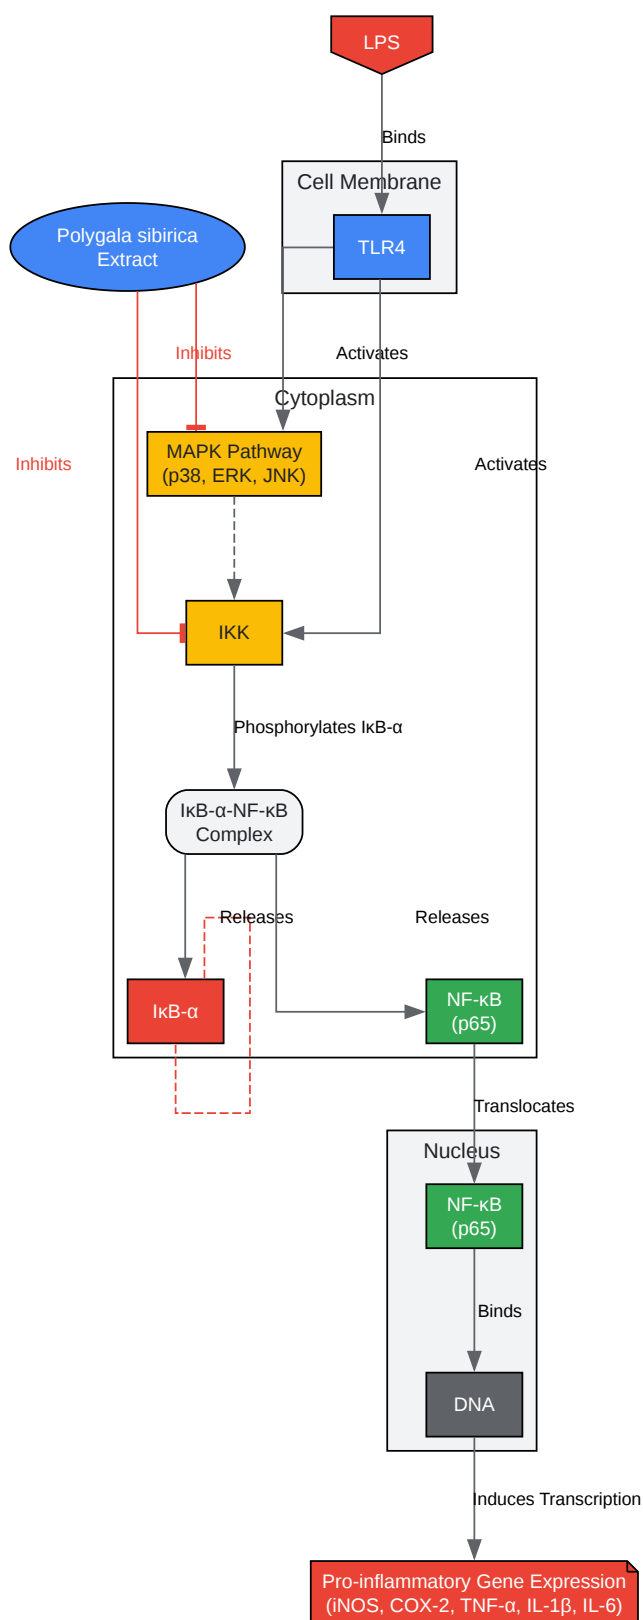 LPS
Binds
Cell Membrane
Polygala sibirica
Extract
TLR4
Inhibits
Activates
Cytoplasm
MAPK Pathway
(p38, ERK, JNK)
Inhibits
Activates
IKK
Phosphorylates IκB-α
IκB-α-NF-κB
Complex
Releases
Releases
IκB-α
NF-κB
(p65)
Translocates
Nucleus
NF-κB
(p65)
Binds
DNA
Induces Transcription
Pro-inflammatory Gene Expression
(iNOS, COX-2, TNF-α, IL-1β, IL-6)